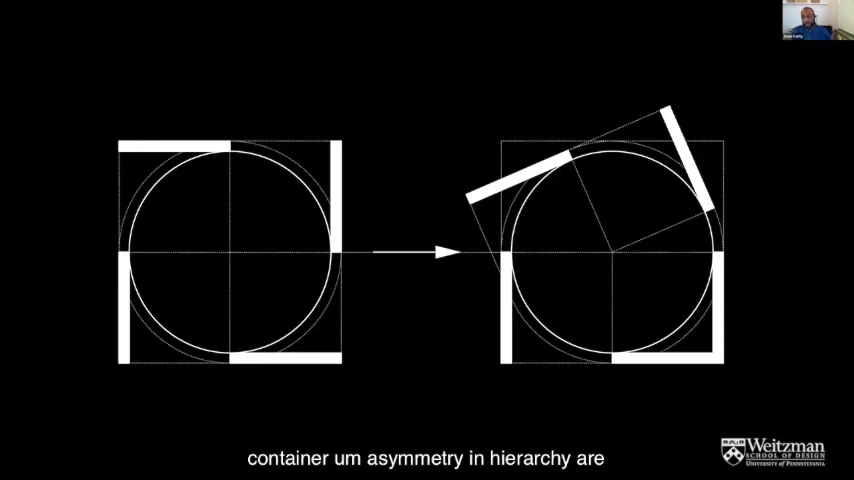 container um asymmetry in hierarchy are
Weitzman
SCHOOL OF DESIGN
UNIVERSITY OF PENNSYLVANIA